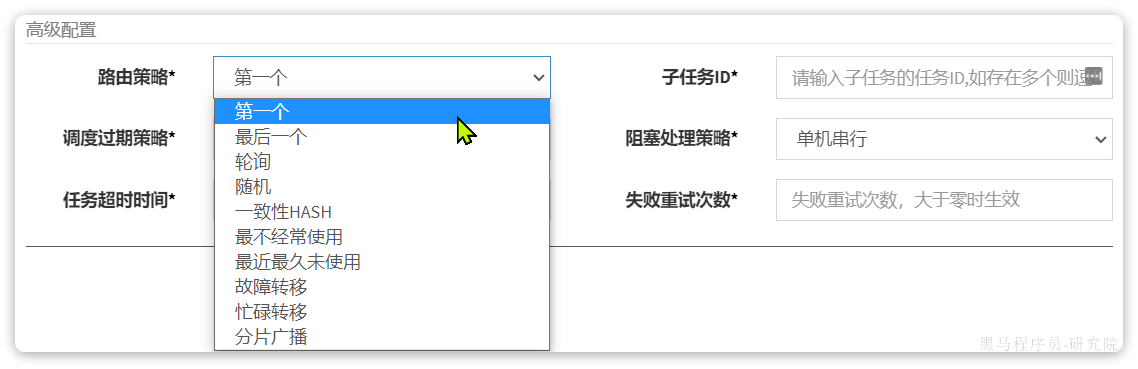 高级配置
路由策略* 第一个 子任务ID* 请输入子任务的任务ID,如存在多个则逗
第一个
调度过期策略* 最后一个 阻塞处理策略* 单机串行
轮询
随机
任务超时时间* 一致性HASH 失败重试次数* 失败重试次数，大于零时生效
最不经常使用
最近最久未使用
故障转移
忙碌转移
分片广播
黑马程序员-研究院